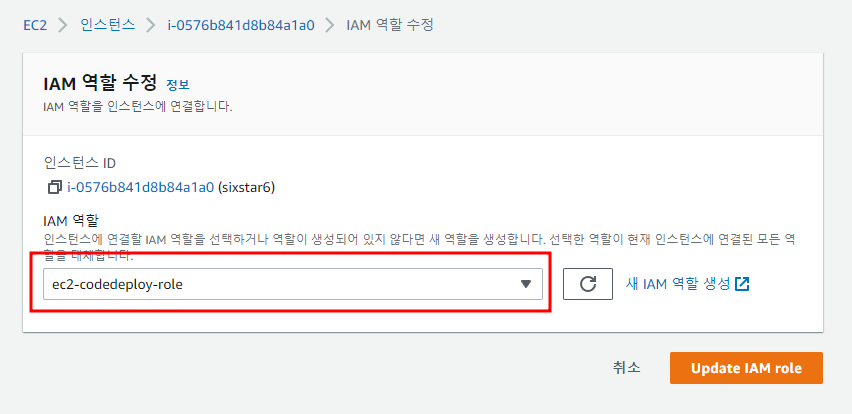 EC2 > 인스턴스 > i-0576b841d8b84a1a0 > IAM 역할 수정
IAM 역할 수정 정보
IAM 역할을 인스턴스에 연결합니다.
인스턴스 ID
i-0576b841d8b84a1a0 (sixstar6)
IAM 역할
인스턴스에 연결할 IAM 역할을 선택하거나 역할이 생성되어 있지 않다면 새 역할을 생성합니다. 선택한 역할이 현재 인스턴스에 연결된 모든 역
할을 대체합니다.
ec2-codedeploy-role 새 IAM 역할 생성
취소 Update IAM role